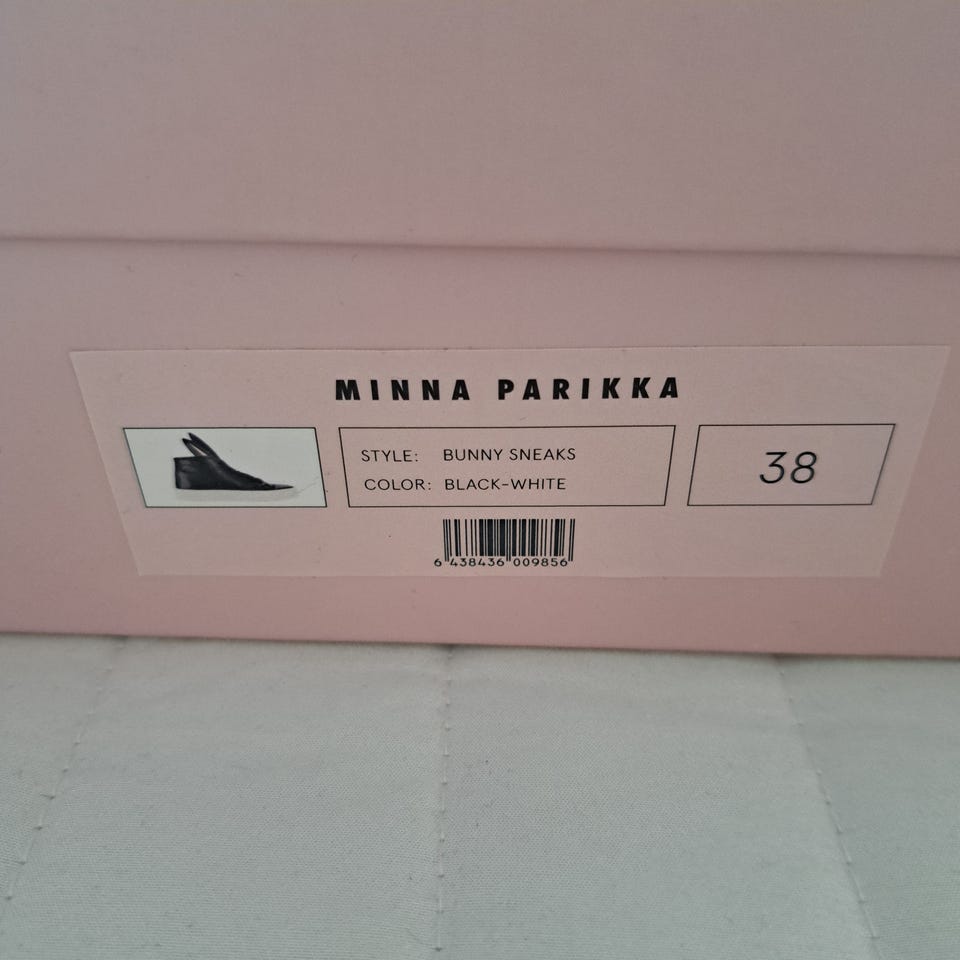 MINNA PARIKKA
STYLE: BUNNY SNEAKS
COLOR: BLACK-WHITE
38
6 438436 009856